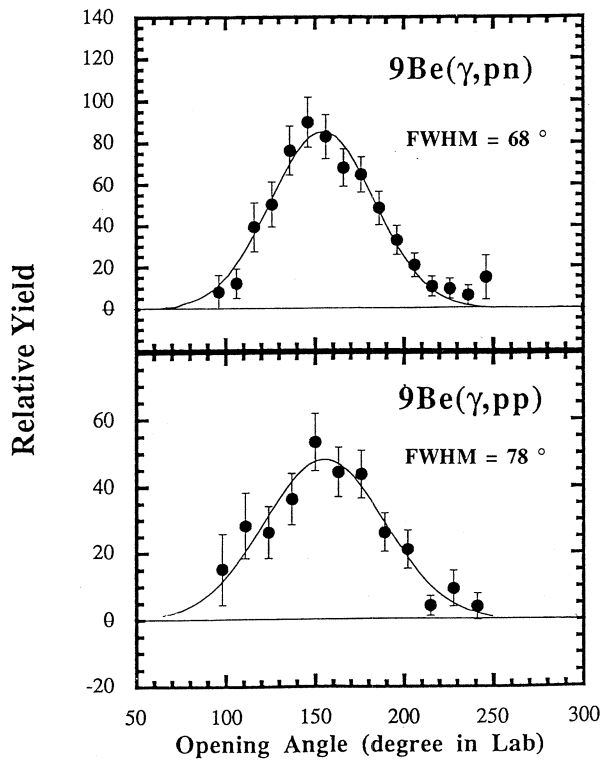 140
120
100
80
60
40
20
0
9Be(γ,pn)
FWHM = 68 °
Relative Yield
9Be(γ,pp)
FWHM = 78 °
60
40
20
0
-20
50 100 150 200 250 300
Opening Angle (degree in Lab)